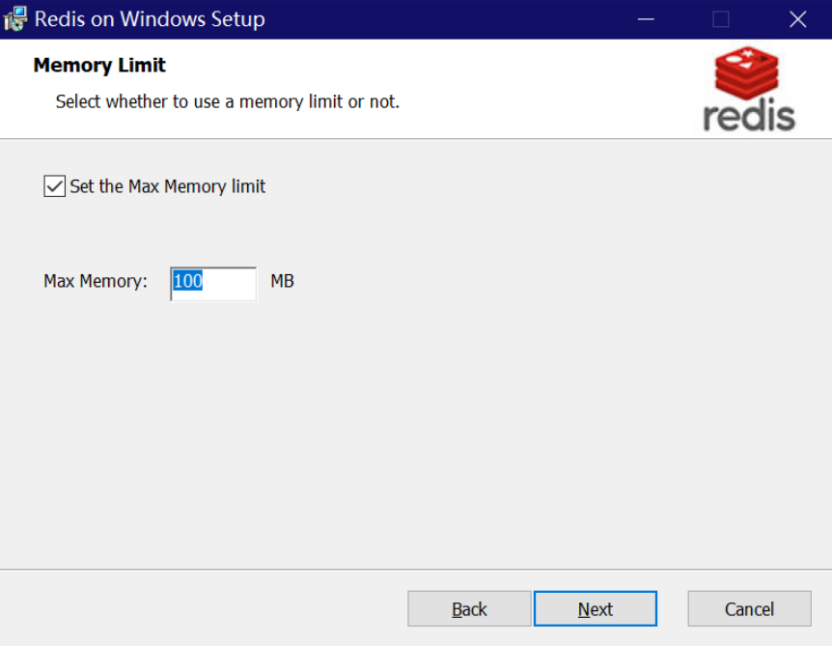 Redis on Windows Setup
Memory Limit
Select whether to use a memory limit or not.
redis
Set the Max Memory limit
Max Memory: 100 MB
Back Next Cancel